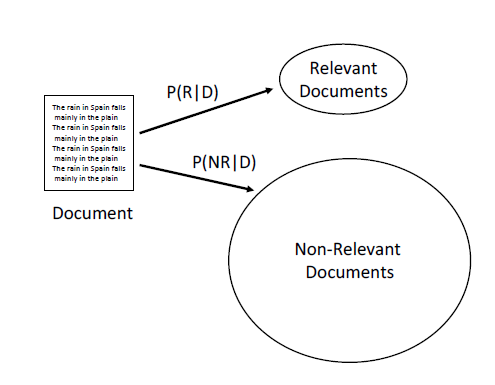 Relevant
Documents
P(R|D)
The rain in Spain falls
mainly in the plain
The rain in Spain falls
mainly in the plain
The rain in Spain falls
mainly in the plain
The rain in Spain falls
mainly in the plain
P(NR|D)
Document
Non-Relevant
Documents